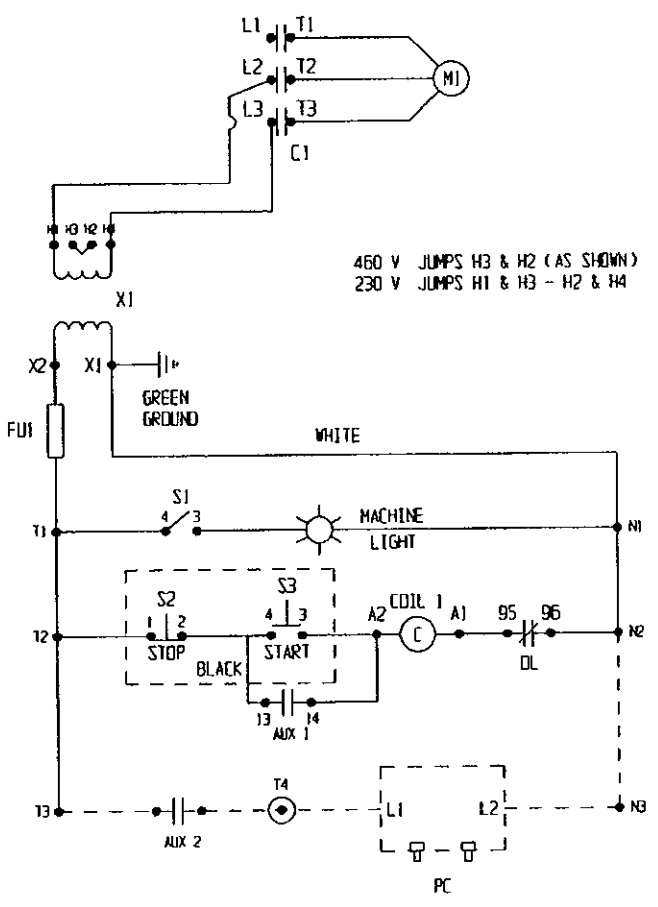 L1 T1
L2 T2
M1
L3 T3
C1
H1 H3 H2 H4
460 V JUMPS H3 & H2 (AS SHOWN)
230 V JUMPS H1 & H3 - H2 & H4
X1
X2 X1
GREEN
GROUND
FU1
WHITE
S1
4 3
MACHINE
LIGHT
T1
N1
S2
S3
COIL 1
1 2
4 3
A2
C
A1
95 96
T2
N2
STOP
START
OL
BLACK
13 14
AUX 1
T4
T3
L1
L2
N3
AUX 2
PC